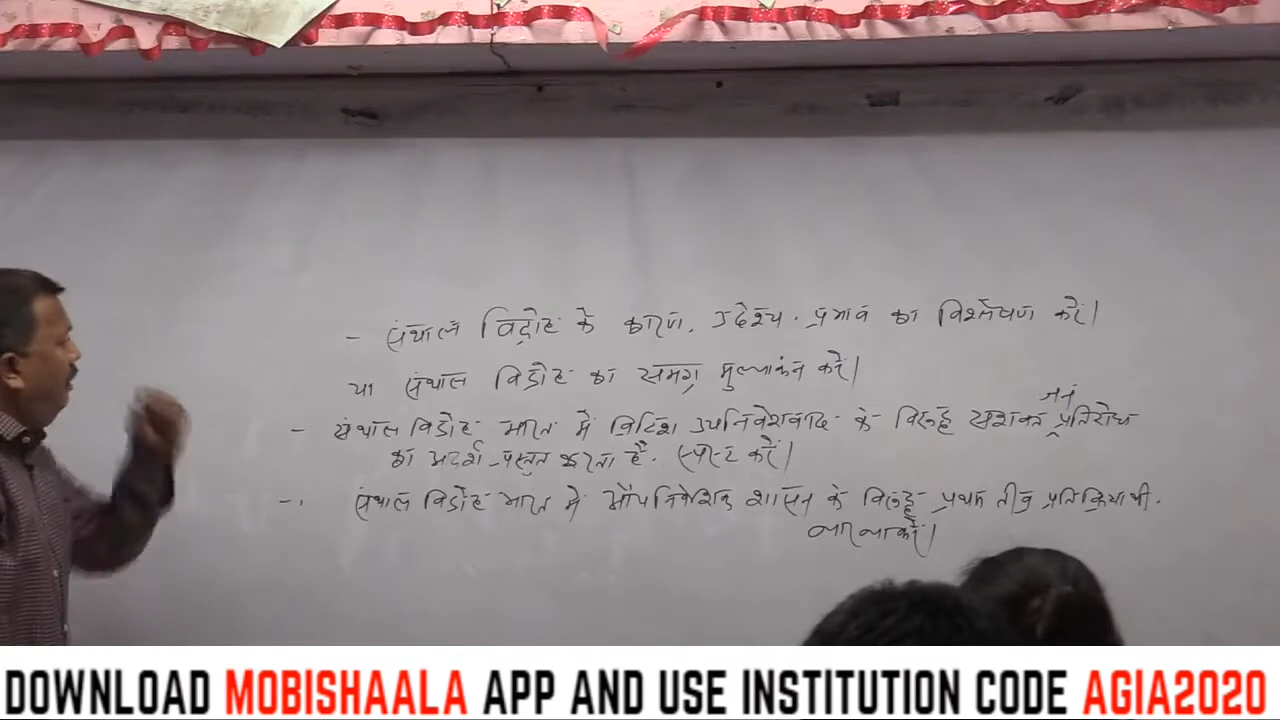 - संथाल विद्रोह के कारण, उदेश्य, प्रभाव का विश्लेषण करें।
या संथाल विद्रोह का समग्र मुल्यांकन करें।
- संथाल विद्रोह भारत में ब्रिटिश उपनिवेशवाद के विरूद्ध सशक्त जन प्रतिरोध
का आदर्श प्रस्तुत करता है. स्पष्ट करें।
- संथाल विद्रोह भारत में औपनिवेशिक शासन के विरूद्ध प्रथम तीव्र प्रतिक्रिया थी.
व्याख्या करें।
DOWNLOAD MOBISHAALA APP AND USE INSTITUTION CODE AGIA2020